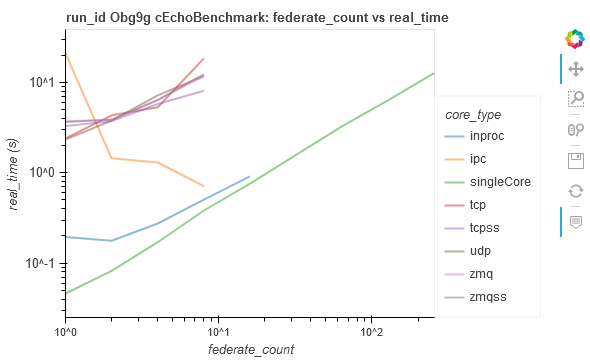 run_id Obg9g cEchoBenchmark: federate_count vs real_time
real_time (s)
10^1
10^0
10^-1
10^0
10^1
10^2
federate_count
core_type
inproc
ipc
singleCore
tcp
tcpss
udp
zmq
zmqss